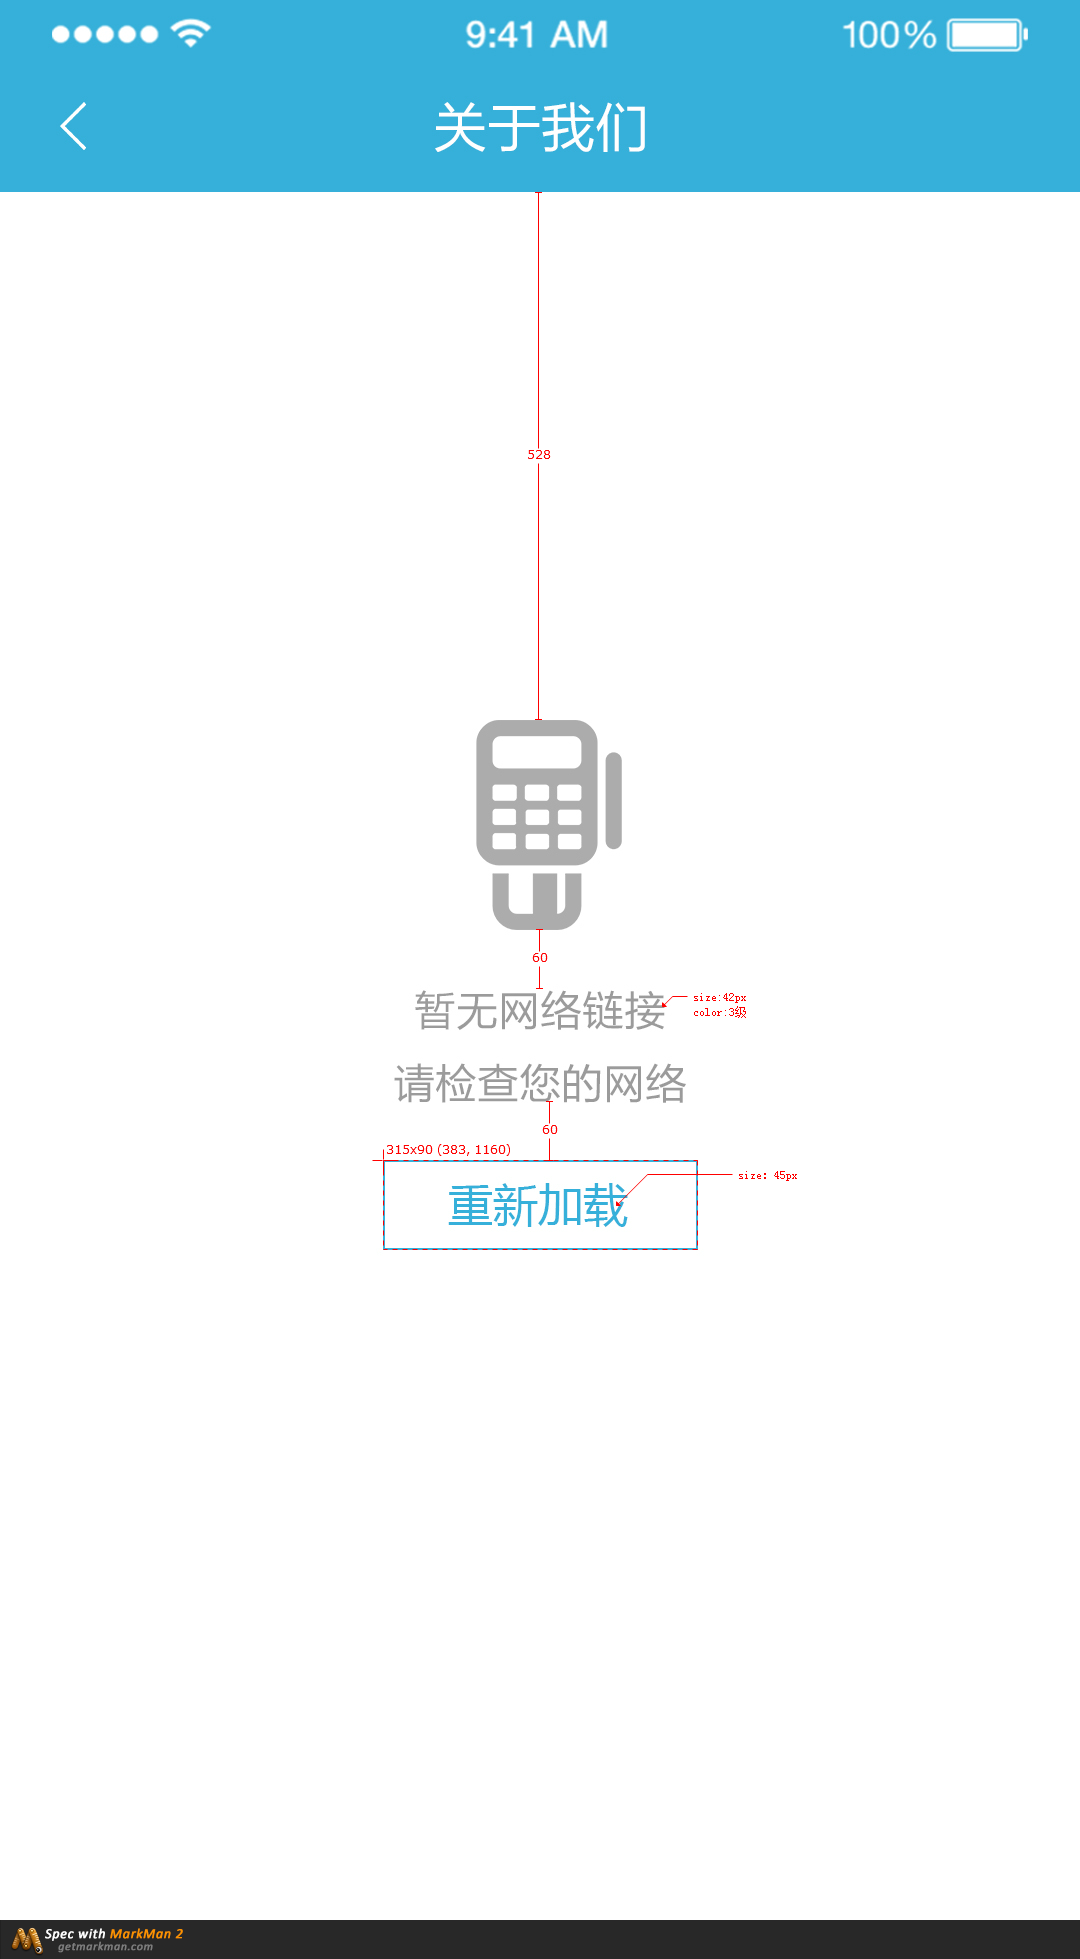 9:41 AM 100%
关于我们
528
60
暂无网络链接
size:42px
color:3级
请检查您的网络
60
315x90 (383, 1160)
重新加载
size: 45px
Spec with MarkMan 2
getmarkman.com